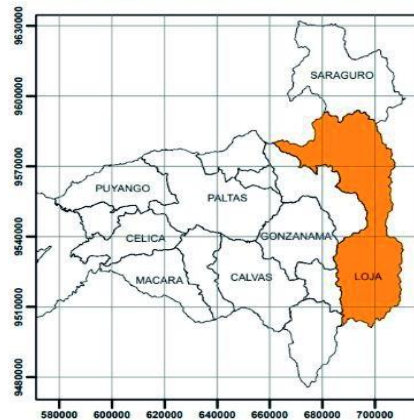 9630000
SARAGURO
9600000
9570000
PUYANGO
PALTAS
9540000
CELICA
GONZANAMA
MACARA
CALVAS
LOJA
9510000
9480000
580000 600000 620000 640000 660000 680000 700000